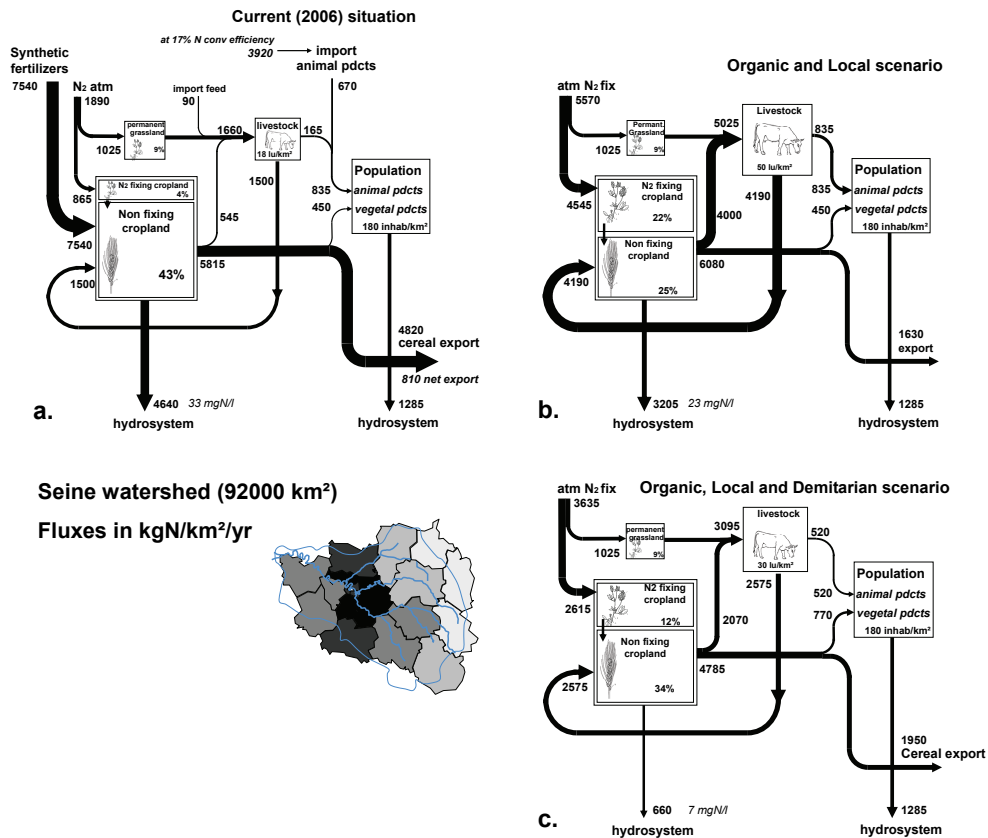 Current (2006) situation
at 17% N conv efficiency
3920
import
animal pdcts
670
Synthetic
fertilizers
7540
N2 atm
1890
import feed
90
1025
permanent
grassland
9%
1660
livestock
18 lu/km²
165
1500
Population
animal pdcts
vegetal pdcts
180 inhab/km²
835
450
865
N2 fixing cropland
4%
Non fixing
cropland
43%
7540
1500
545
5815
4820
cereal export
810 net export
a.
4640
33 mgN/l
hydrosystem
1285
hydrosystem
Organic and Local scenario
atm N2 fix
5570
1025
Permant.
Grassland
9%
5025
Livestock
50 lu/km²
835
4190
Population
animal pdcts
vegetal pdcts
180 inhab/km²
835
450
4545
N2 fixing
cropland
22%
Non fixing
cropland
25%
4190
4000
6080
1630
export
b.
3205
23 mgN/l
hydrosystem
1285
hydrosystem
Seine watershed (92000 km²)
Fluxes in kgN/km²/yr
Organic, Local and Demitarian scenario
atm N2 fix
3635
1025
permanent
grassland
9%
3095
livestock
30 lu/km²
520
2575
Population
animal pdcts
vegetal pdcts
180 inhab/km²
520
770
2615
N2 fixing
cropland
12%
Non fixing
cropland
34%
2575
2070
4785
1950
Cereal export
c.
660
7 mgN/l
hydrosystem
1285
hydrosystem